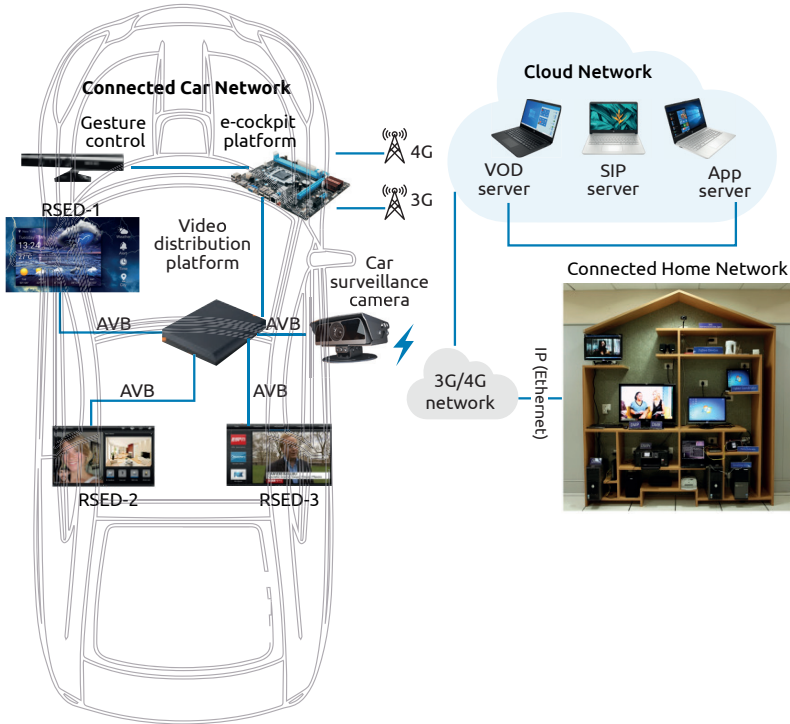 Connected Car Network
Gesture
control
e-cockpit
platform
4G
3G
RSED-1
13:24
27°C
Video
distribution
platform
Car
surveillance
camera
AVB
AVB
AVB
AVB
RSED-2
RSED-3
Cloud Network
VOD
server
SIP
server
App
server
3G/4G
network
IP (Ethernet)
Connected Home Network